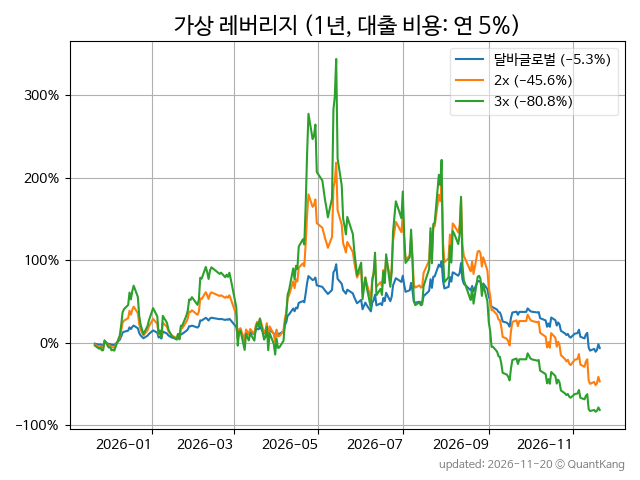 가상 레버리지 (1년, 대출 비용: 연 5%)
달바글로벌 (−5.3%)
2x (−45.6%)
3x (−80.8%)
300%
200%
100%
0%
−100%
2026-01 2026-03 2026-05 2026-07 2026-09 2026-11
updated: 2026-11-20 © QuantKang